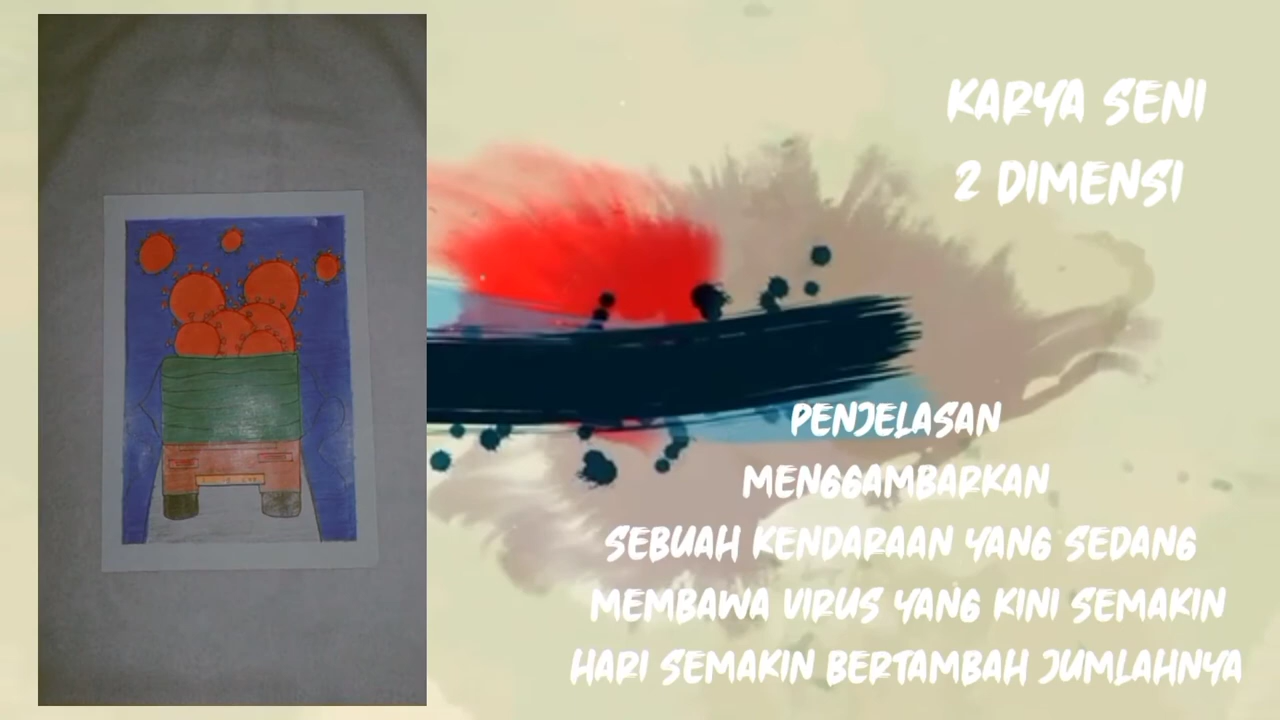 KARYA SENI
2 DIMENSI
PENJELASAN
MENGGAMBARKAN
SEBUAH KENDARAAN YANG SEDANG
MEMBAWA VIRUS YANG KINI SEMAKIN
HARI SEMAKIN BERTAMBAH JUMLAHNYA